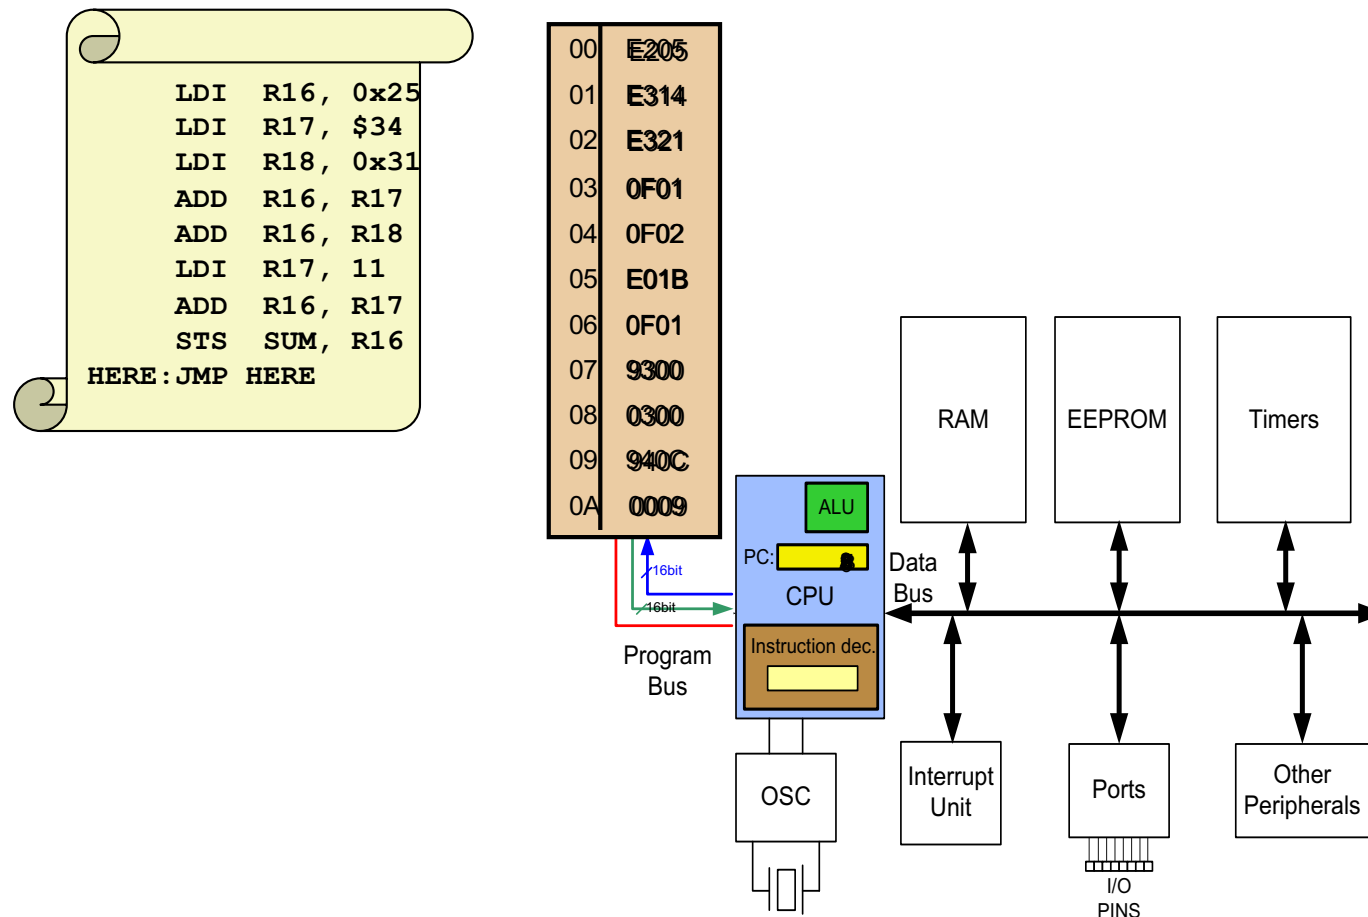 LDI R16, 0x25
LDI R17, $34
LDI R18, 0x31
ADD R16, R17
ADD R16, R18
LDI R17, 11
ADD R16, R17
STS SUM, R16
HERE:JMP HERE
00 E205
01 E314
02 E321
03 0F01
04 0F02
05 E01B
06 0F01
07 9300
08 0300
09 940C
0A 0009
16bit
16bit
Program
Bus
ALU
PC:
CPU
Instruction dec.
OSC
Data
Bus
RAM
EEPROM
Timers
Interrupt
Unit
Ports
Other
Peripherals
I/O
PINS